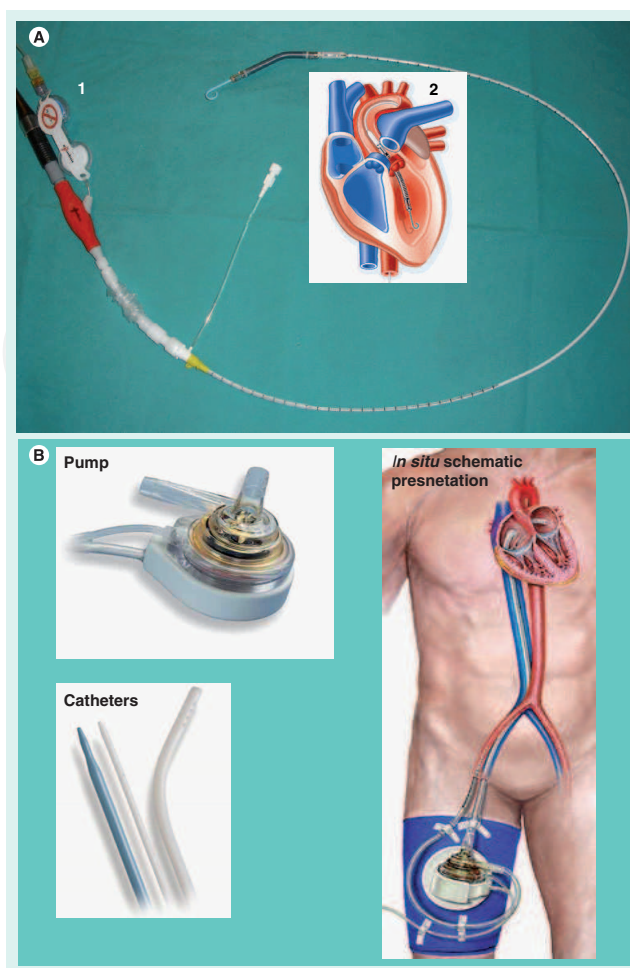 A
1
2
B
Pump
In situ schematic
presnetation
Catheters